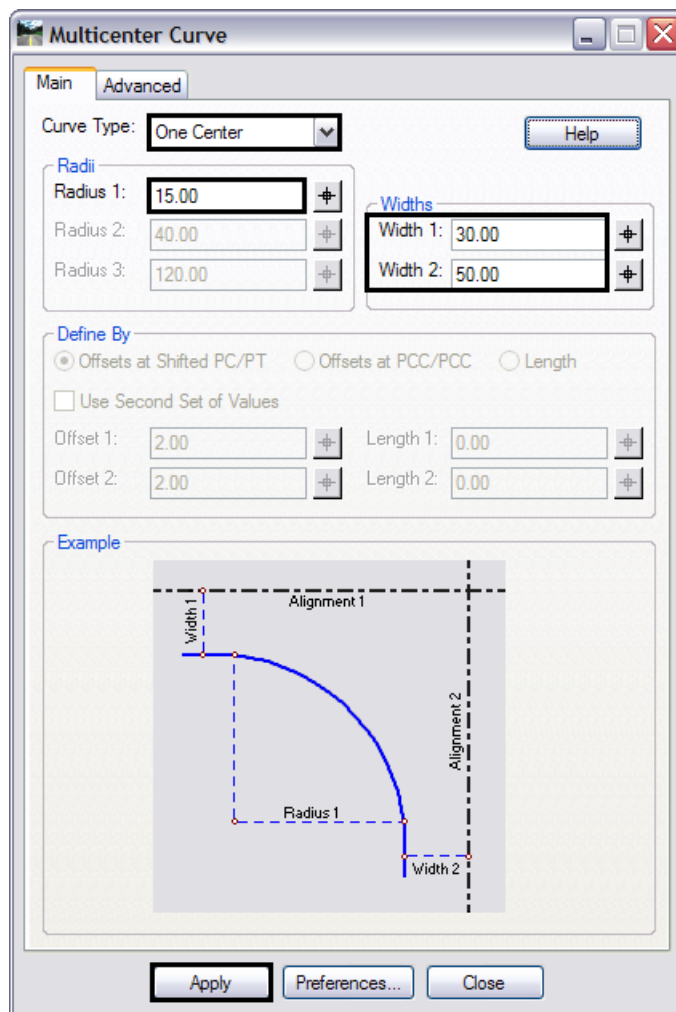 Multicenter Curve
Main Advanced
Curve Type: One Center Help
Radii
Radius 1: 15.00
Radius 2: 40.00
Radius 3: 120.00
Widths
Width 1: 30.00
Width 2: 50.00
Define By
Offsets at Shifted PC/PT Offsets at PCC/PCC Length
Use Second Set of Values
Offset 1: 2.00 Length 1: 0.00
Offset 2: 2.00 Length 2: 0.00
Example
Alignment 1
Width 1
Alignment 2
Radius 1
Width 2
Apply Preferences... Close